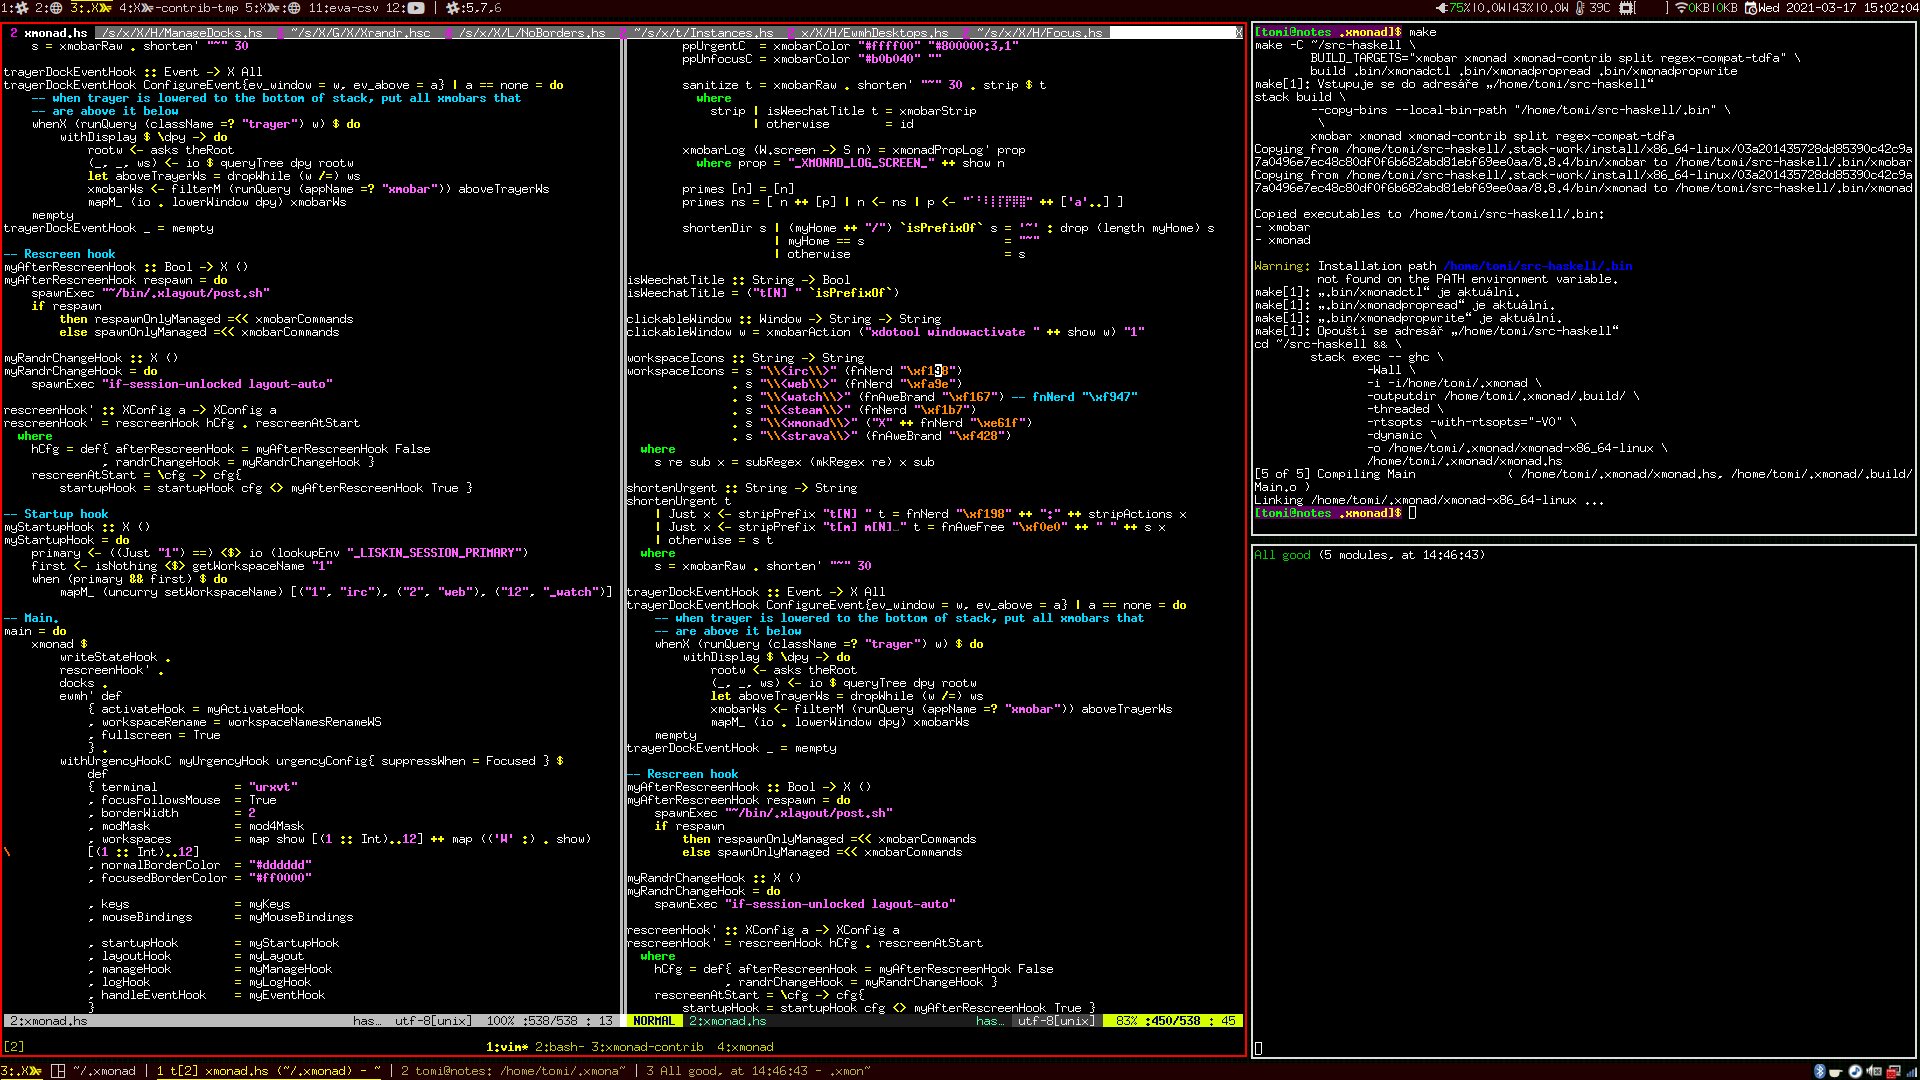 1: 2: 3:.X 4:X-contrib-tmp 5:X: 11:eva-csv 12: | :5,7,6
75%|0.0W|43%|0.0W 39C [ ] 0KB|0KB Wed 2021-03-17 15:02:04
2 xmonad.hs /s/x/X/H/ManageDocks.hs ~/s/X/G/X/Xrandr.hsc /s/x/X/L/NoBorders.hs ~/s/x/t/Instances.hs x/X/H/EwmhDesktops.hs ~/s/x/X/H/Focus.hs X
    s = xmobarRaw . shorten' "~" 30

trayerDockEventHook :: Event -> X All
trayerDockEventHook ConfigureEvent{ev_window = w, ev_above = a} | a == none = do
    -- when trayer is lowered to the bottom of stack, put all xmobars that
    -- are above it below
    whenX (runQuery (className =? "trayer") w) $ do
        withDisplay $ \dpy -> do
            rootw <- asks theRoot
            (_, _, ws) <- io $ queryTree dpy rootw
            let aboveTrayerWs = dropWhile (w /=) ws
            xmobarWs <- filterM (runQuery (appName =? "xmobar")) aboveTrayerWs
            mapM_ (io . lowerWindow dpy) xmobarWs
    mempty
trayerDockEventHook _ = mempty

-- Rescreen hook
myAfterRescreenHook :: Bool -> X ()
myAfterRescreenHook respawn = do
    spawnExec "~/bin/.xlayout/post.sh"
    if respawn
        then respawnOnlyManaged =<< xmobarCommands
        else spawnOnlyManaged =<< xmobarCommands

myRandrChangeHook :: X ()
myRandrChangeHook = do
    spawnExec "if-session-unlocked layout-auto"

rescreenHook' :: XConfig a -> XConfig a
rescreenHook' = rescreenHook hCfg . rescreenAtStart
  where
    hCfg = def{ afterRescreenHook = myAfterRescreenHook False
              , randrChangeHook = myRandrChangeHook }
    rescreenAtStart = \cfg -> cfg{
        startupHook = startupHook cfg <> myAfterRescreenHook True }

-- Startup hook
myStartupHook :: X ()
myStartupHook = do
    primary <- ((Just "1") ==) <$> io (lookupEnv "_LISKIN_SESSION_PRIMARY")
    first <- isNothing <$> getWorkspaceName "1"
    when (primary && first) $ do
        mapM_ (uncurry setWorkspaceName) [("1", "irc"), ("2", "web"), ("12", "_watch")]

-- Main.
main = do
    xmonad $
        writeStateHook .
        rescreenHook' .
        docks .
        ewmh' def
            { activateHook = myActivateHook
            , workspaceRename = workspaceNamesRenameWS
            , fullscreen = True
            } .
        withUrgencyHookC myUrgencyHook urgencyConfig{ suppressWhen = Focused } $
            def
            { terminal           = "urxvt"
            , focusFollowsMouse  = True
            , borderWidth        = 2
            , modMask            = mod4Mask
            , workspaces         = map show [(1 :: Int)..12] ++ map (('W' :) . show)
\           [(1 :: Int)..12]
            , normalBorderColor  = "#dddddd"
            , focusedBorderColor = "#ff0000"

            , keys               = myKeys
            , mouseBindings      = myMouseBindings

            , startupHook        = myStartupHook
            , layoutHook         = myLayout
            , manageHook         = myManageHook
            , logHook            = myLogHook
            , handleEventHook    = myEventHook
            }
2:xmonad.hs has… utf-8[unix] 100% :538/538 : 13
        ppUrgentC  = xmobarColor "#ffff00" "#800000:3,1"
        ppUnfocusC = xmobarColor "#b0b040" ""

        sanitize t = xmobarRaw . shorten' "~" 30 . strip $ t
          where
            strip | isWeechatTitle t = xmobarStrip
                  | otherwise        = id

        xmobarLog (W.screen -> S n) = xmonadPropLog' prop
          where prop = "_XMONAD_LOG_SCREEN_" ++ show n

        primes [n] = [n]
        primes ns = [ n ++ [p] | n <- ns | p <- " ++ ['a'..] ]

        shortenDir s | (myHome ++ "/") `isPrefixOf` s = '~' : drop (length myHome) s
                     | myHome == s                    = "~"
                     | otherwise                      = s

isWeechatTitle :: String -> Bool
isWeechatTitle = ("t[N] " `isPrefixOf`)

clickableWindow :: Window -> String -> String
clickableWindow w = xmobarAction ("xdotool windowactivate " ++ show w) "1"

workspaceIcons :: String -> String
workspaceIcons = s "\\<irc\\>" (fnNerd "\xf198")
               . s "\\<web\\>" (fnNerd "\xfa9e")
               . s "\\<watch\\>" (fnAweBrand "\xf167") -- fnNerd "\xf947"
               . s "\\<steam\\>" (fnNerd "\xf1b7")
               . s "\\<xmonad\\>" ("X" ++ fnNerd "\xe61f")
               . s "\\<strava\\>" (fnAweBrand "\xf428")
  where
    s re sub x = subRegex (mkRegex re) x sub

shortenUrgent :: String -> String
shortenUrgent t
    | Just x <- stripPrefix "t[N] " t = fnNerd "\xf198" ++ ":" ++ stripActions x
    | Just x <- stripPrefix "t[m] m[N]…" t = fnAweFree "\xf0e0" ++ " " ++ s x
    | otherwise = s t
  where
    s = xmobarRaw . shorten' "~" 30

trayerDockEventHook :: Event -> X All
trayerDockEventHook ConfigureEvent{ev_window = w, ev_above = a} | a == none = do
    -- when trayer is lowered to the bottom of stack, put all xmobars that
    -- are above it below
    whenX (runQuery (className =? "trayer") w) $ do
        withDisplay $ \dpy -> do
            rootw <- asks theRoot
            (_, _, ws) <- io $ queryTree dpy rootw
            let aboveTrayerWs = dropWhile (w /=) ws
            xmobarWs <- filterM (runQuery (appName =? "xmobar")) aboveTrayerWs
            mapM_ (io . lowerWindow dpy) xmobarWs
    mempty
trayerDockEventHook _ = mempty

-- Rescreen hook
myAfterRescreenHook :: Bool -> X ()
myAfterRescreenHook respawn = do
    spawnExec "~/bin/.xlayout/post.sh"
    if respawn
        then respawnOnlyManaged =<< xmobarCommands
        else spawnOnlyManaged =<< xmobarCommands

myRandrChangeHook :: X ()
myRandrChangeHook = do
    spawnExec "if-session-unlocked layout-auto"

rescreenHook' :: XConfig a -> XConfig a
rescreenHook' = rescreenHook hCfg . rescreenAtStart
  where
    hCfg = def{ afterRescreenHook = myAfterRescreenHook False
              , randrChangeHook = myRandrChangeHook }
    rescreenAtStart = \cfg -> cfg{
        startupHook = startupHook cfg <> myAfterRescreenHook True }
NORMAL 2:xmonad.hs has… utf-8[unix] 83% :450/538 : 45
[2] 1:vim* 2:bash- 3:xmonad-contrib 4:xmonad
[tomi@notes .xmonad]$ make
make -C ~/src-haskell \
        BUILD_TARGETS="xmobar xmonad xmonad-contrib split regex-compat-tdfa" \
        build .bin/xmonadctl .bin/xmonadpropread .bin/xmonadpropwrite
make[1]: Vstupuje se do adresáře „/home/tomi/src-haskell“
stack build \
        --copy-bins --local-bin-path "/home/tomi/src-haskell/.bin" \
         \
        xmobar xmonad xmonad-contrib split regex-compat-tdfa
Copying from /home/tomi/src-haskell/.stack-work/install/x86_64-linux/03a201435728dd85390c42c9a
7a0496e7ec48c80df0f6b682abd81ebf69ee0aa/8.8.4/bin/xmobar to /home/tomi/src-haskell/.bin/xmobar
Copying from /home/tomi/src-haskell/.stack-work/install/x86_64-linux/03a201435728dd85390c42c9a
7a0496e7ec48c80df0f6b682abd81ebf69ee0aa/8.8.4/bin/xmonad to /home/tomi/src-haskell/.bin/xmonad

Copied executables to /home/tomi/src-haskell/.bin:
- xmobar
- xmonad

Warning: Installation path /home/tomi/src-haskell/.bin
         not found on the PATH environment variable.
make[1]: „.bin/xmonadctl“ je aktuální.
make[1]: „.bin/xmonadpropread“ je aktuální.
make[1]: „.bin/xmonadpropwrite“ je aktuální.
make[1]: Opouští se adresář „/home/tomi/src-haskell“
cd ~/src-haskell && \
        stack exec -- ghc \
                -Wall \
                -i -i/home/tomi/.xmonad \
                -outputdir /home/tomi/.xmonad/.build/ \
                -threaded \
                -rtsopts -with-rtsopts="-V0" \
                -dynamic \
                -o /home/tomi/.xmonad/xmonad-x86_64-linux \
                /home/tomi/.xmonad/xmonad.hs
[5 of 5] Compiling Main             ( /home/tomi/.xmonad/xmonad.hs, /home/tomi/.xmonad/.build/
Main.o )
Linking /home/tomi/.xmonad/xmonad-x86_64-linux ...
[tomi@notes .xmonad]$
All good (5 modules, at 14:46:43)
3:.X ~/.xmonad | 1 t[2] xmonad.hs (~/.xmonad) - ~ | 2 tomi@notes: /home/tomi/.xmona~ | 3 All good, at 14:46:43 - .xmon~